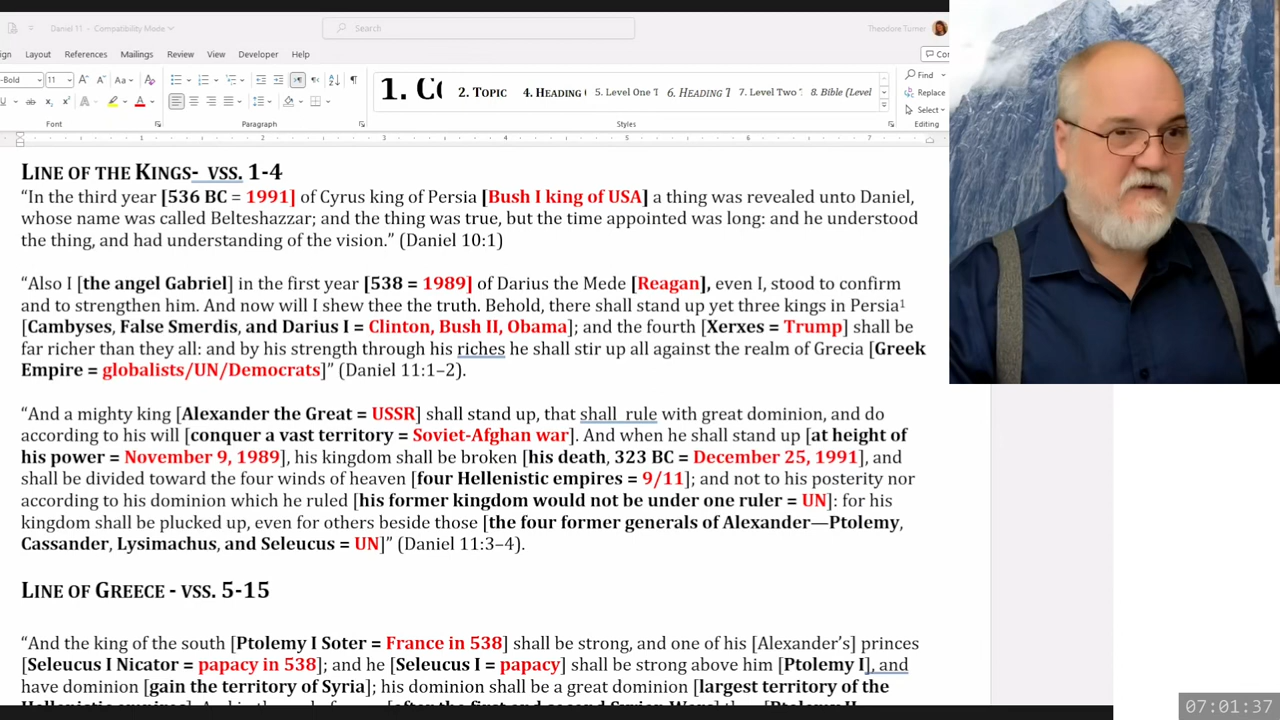 Daniel 11 - Compatibility Mode
Search
Theodore Turner
Layout References Mailings Review View Developer Help
11 Aa
Find
Replace
Select
1. 2. TOPIC 4. HEADING 5. Level One T 6. HEADING T 7. Level Two T 8. Bible (Level
Font Paragraph Styles Editing
1 2 3 4 5 6 7
LINE OF THE KINGS- VSS. 1-4
“In the third year [536 BC = 1991] of Cyrus king of Persia [Bush I king of USA] a thing was revealed unto Daniel,
whose name was called Belteshazzar; and the thing was true, but the time appointed was long: and he understood
the thing, and had understanding of the vision.” (Daniel 10:1)
“Also I [the angel Gabriel] in the first year [538 = 1989] of Darius the Mede [Reagan], even I, stood to confirm
and to strengthen him. And now will I shew thee the truth. Behold, there shall stand up yet three kings in Persia1
[Cambyses, False Smerdis, and Darius I = Clinton, Bush II, Obama]; and the fourth [Xerxes = Trump] shall be
far richer than they all: and by his strength through his riches he shall stir up all against the realm of Grecia [Greek
Empire = globalists/UN/Democrats]” (Daniel 11:1–2).
“And a mighty king [Alexander the Great = USSR] shall stand up, that shall rule with great dominion, and do
according to his will [conquer a vast territory = Soviet-Afghan war]. And when he shall stand up [at height of
his power = November 9, 1989], his kingdom shall be broken [his death, 323 BC = December 25, 1991], and
shall be divided toward the four winds of heaven [four Hellenistic empires = 9/11]; and not to his posterity nor
according to his dominion which he ruled [his former kingdom would not be under one ruler = UN]: for his
kingdom shall be plucked up, even for others beside those [the four former generals of Alexander—Ptolemy,
Cassander, Lysimachus, and Seleucus = UN]” (Daniel 11:3–4).
LINE OF GREECE - VSS. 5-15
“And the king of the south [Ptolemy I Soter = France in 538] shall be strong, and one of his [Alexander’s] princes
[Seleucus I Nicator = papacy in 538]; and he [Seleucus I = papacy] shall be strong above him [Ptolemy I], and
have dominion [gain the territory of Syria]; his dominion shall be a great dominion [largest territory of the
07:01:37